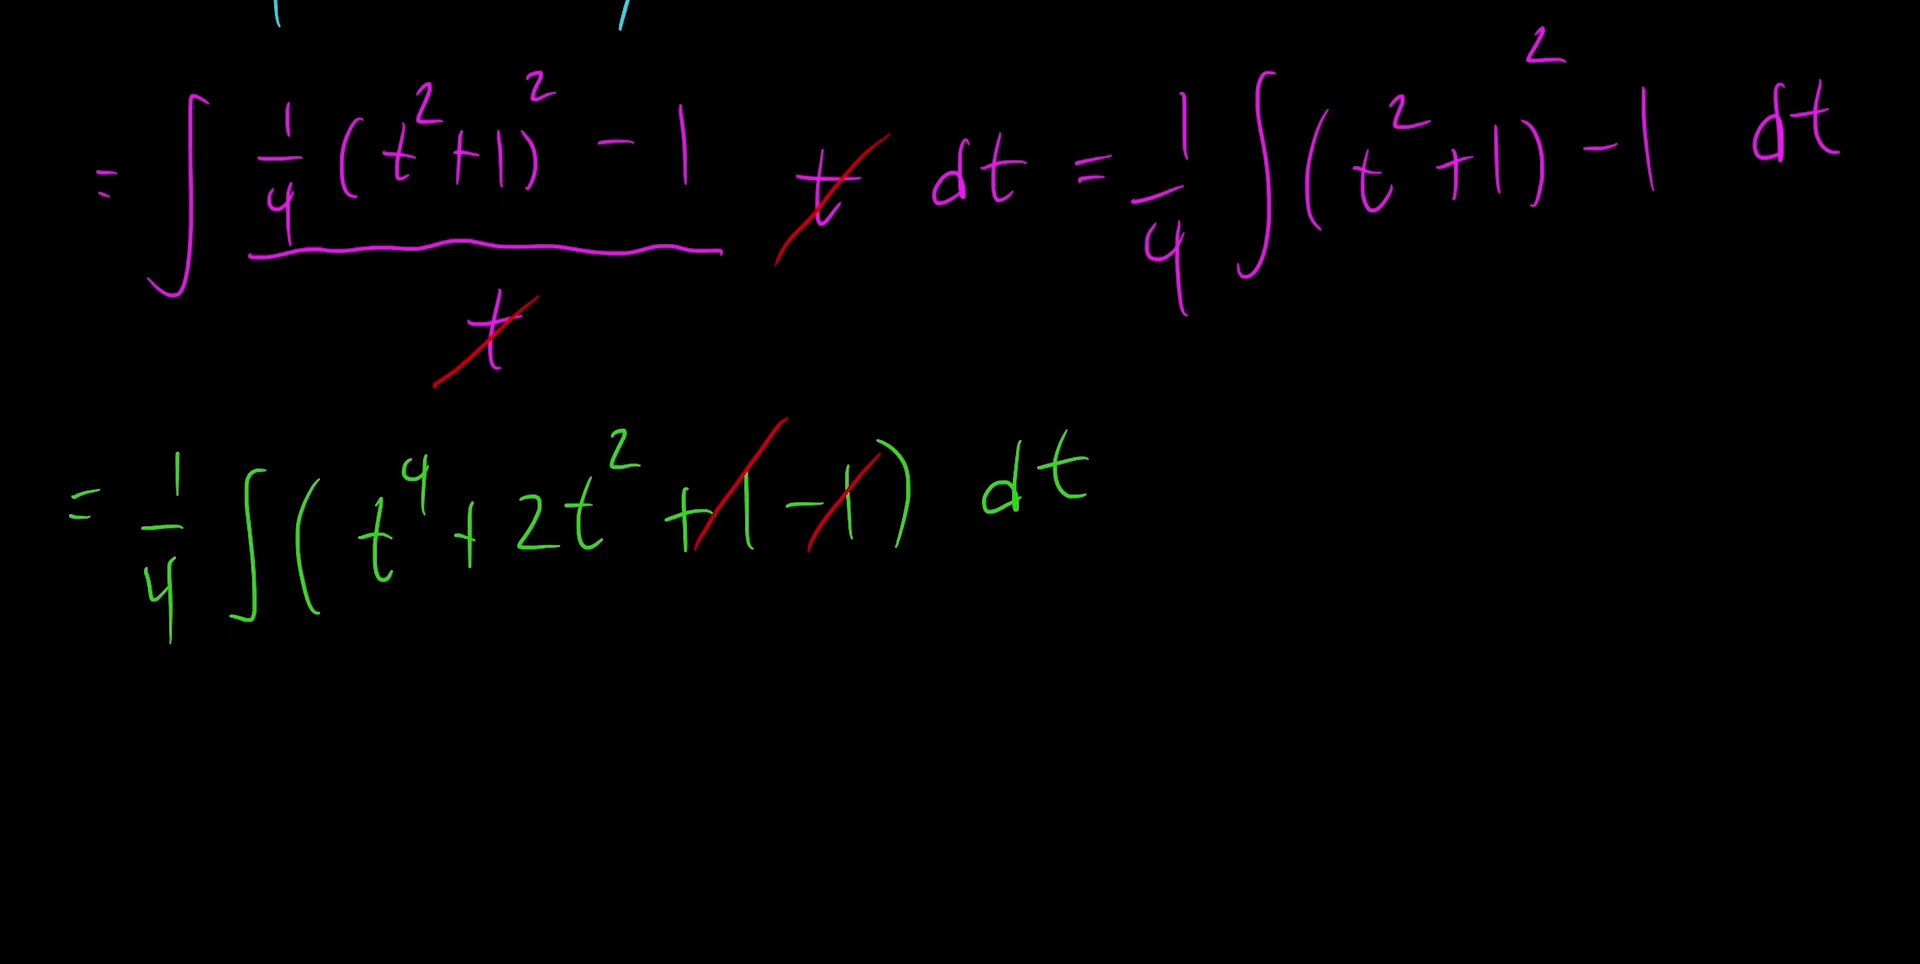 = ∫ (1/4 (t² + 1)² − 1)/t t dt = 1/4 ∫ (t² + 1)² − 1 dt
= 1/4 ∫ (t⁴ + 2t² + 1 − 1) dt